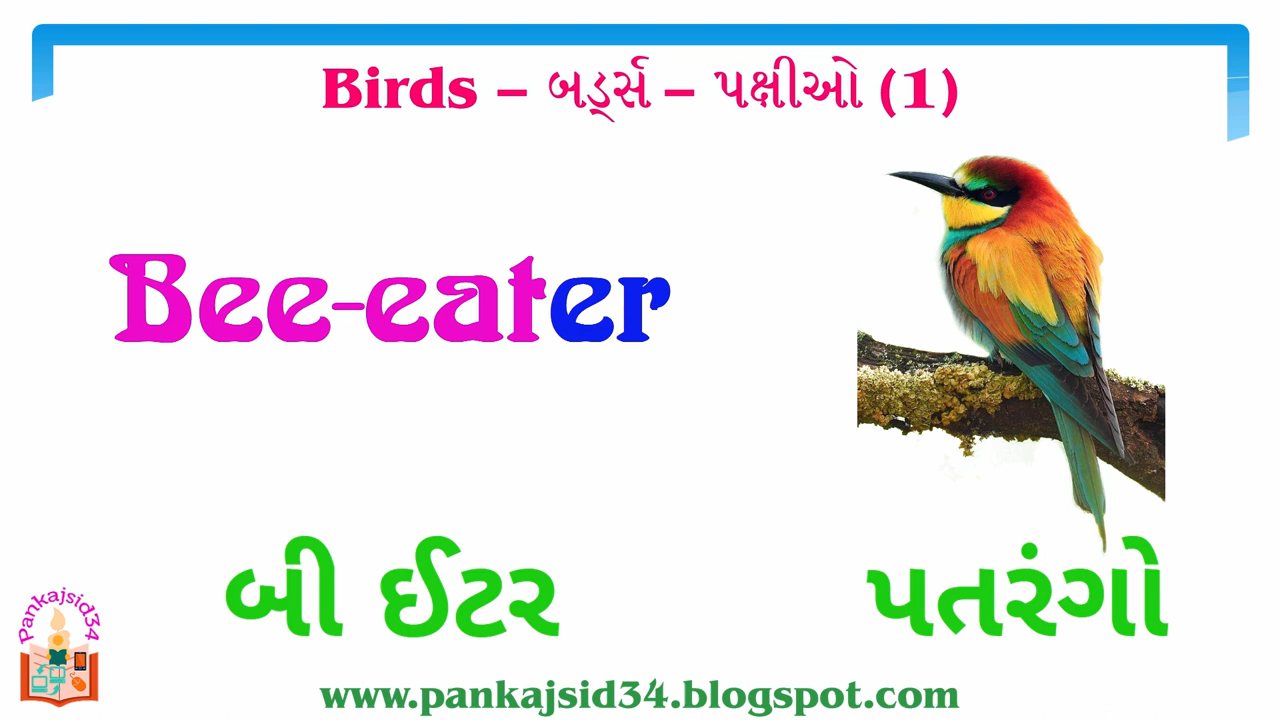 Birds – બર્ડ્સ – પક્ષીઓ (1)
Bee-eater
બી ઈટર
પતરંગો
Pankajsid34
www.pankajsid34.blogspot.com